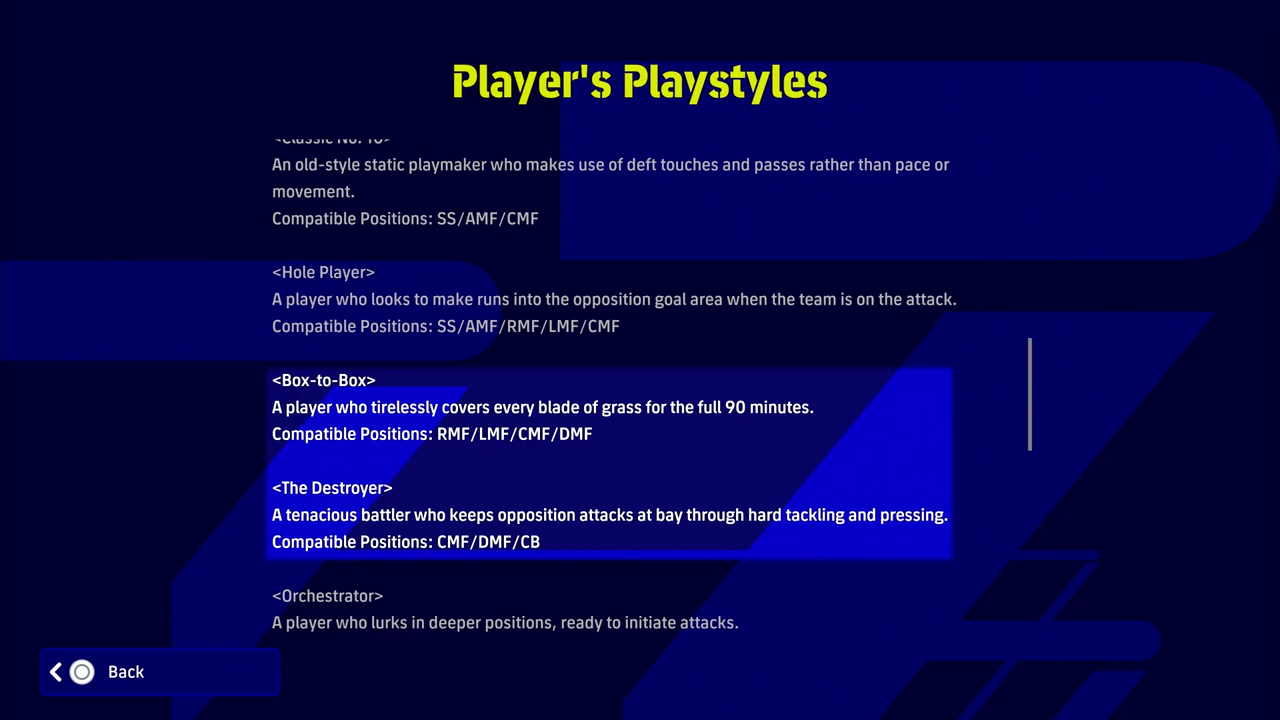 Player's Playstyles
<Classic No. 10>
An old-style static playmaker who makes use of deft touches and passes rather than pace or
movement.
Compatible Positions: SS/AMF/CMF
<Hole Player>
A player who looks to make runs into the opposition goal area when the team is on the attack.
Compatible Positions: SS/AMF/RMF/LMF/CMF
<Box-to-Box>
A player who tirelessly covers every blade of grass for the full 90 minutes.
Compatible Positions: RMF/LMF/CMF/DMF
<The Destroyer>
A tenacious battler who keeps opposition attacks at bay through hard tackling and pressing.
Compatible Positions: CMF/DMF/CB
<Orchestrator>
A player who lurks in deeper positions, ready to initiate attacks.
Back